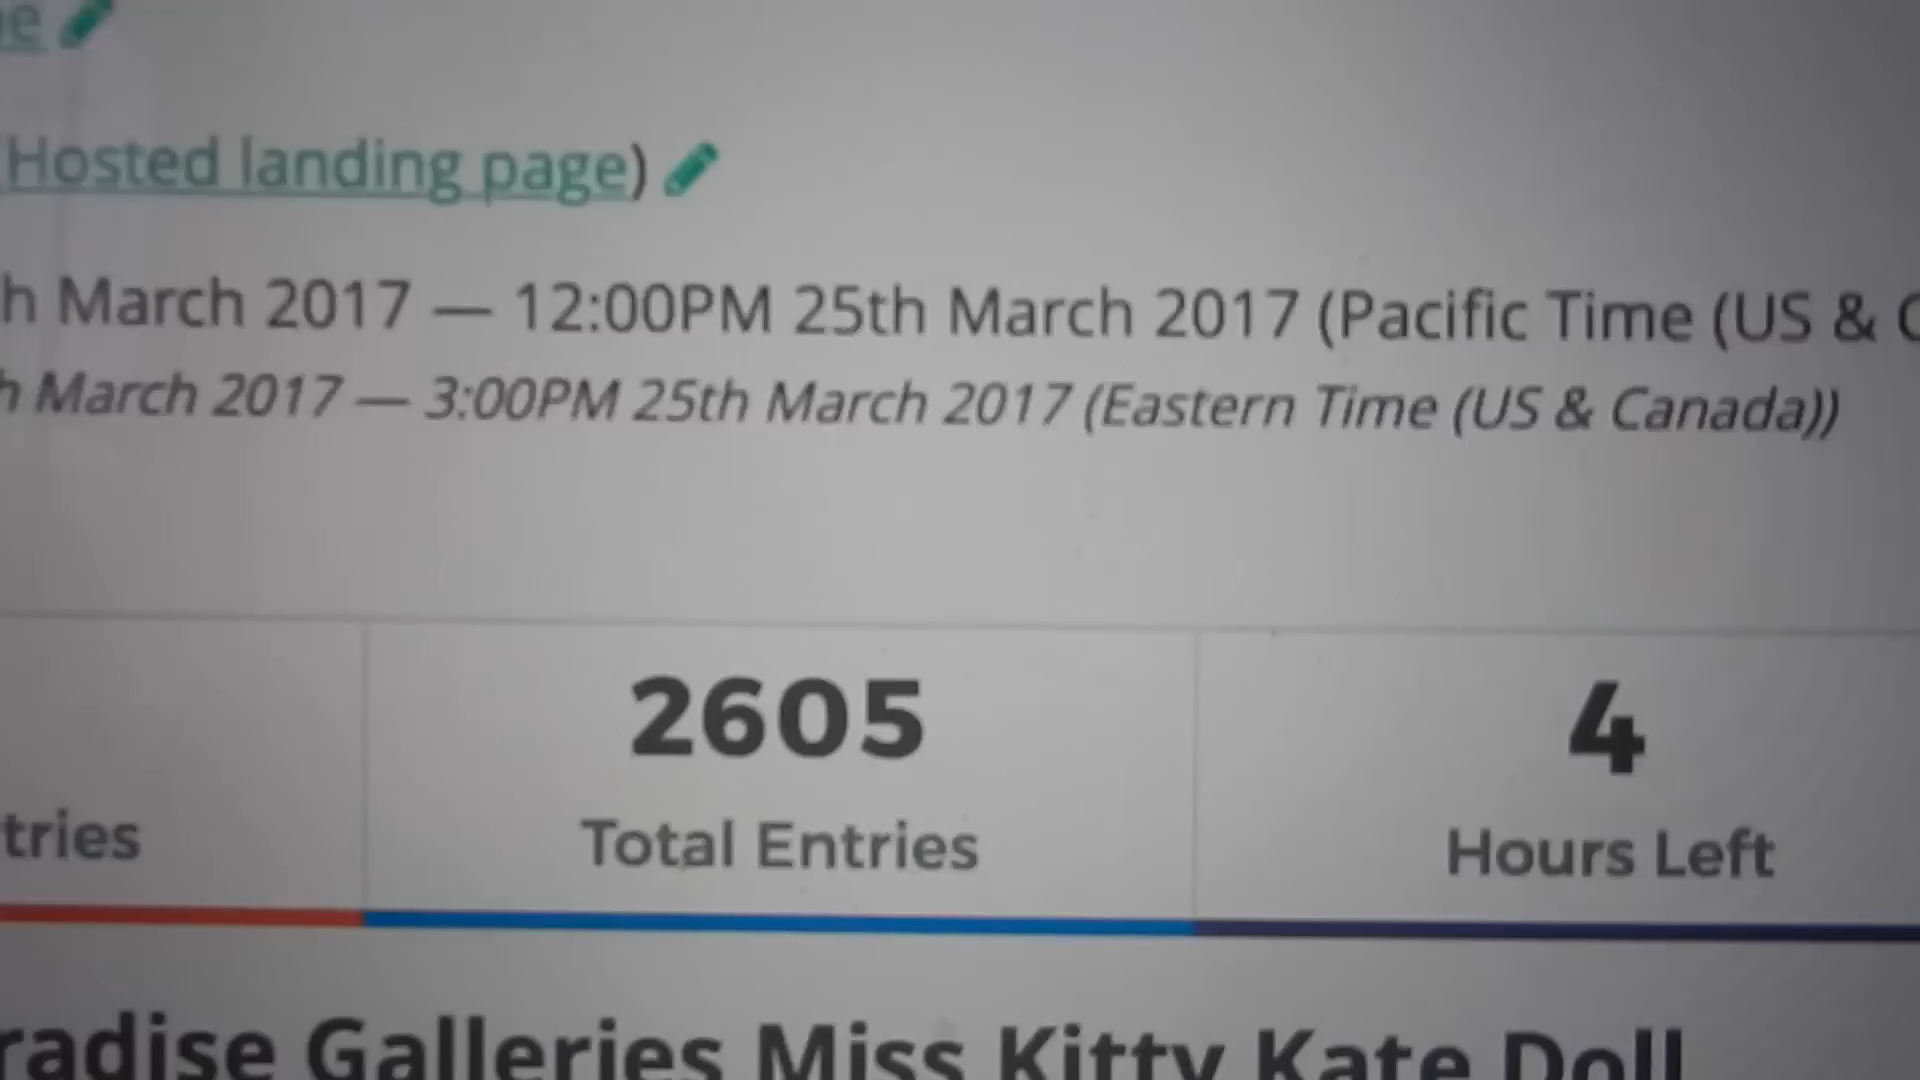 (Hosted landing page)
h March 2017 — 12:00PM 25th March 2017 (Pacific Time (US &
h March 2017 — 3:00PM 25th March 2017 (Eastern Time (US & Canada))
2605
4
tries
Total Entries
Hours Left
radise Galleries Miss Kitty Kate Doll